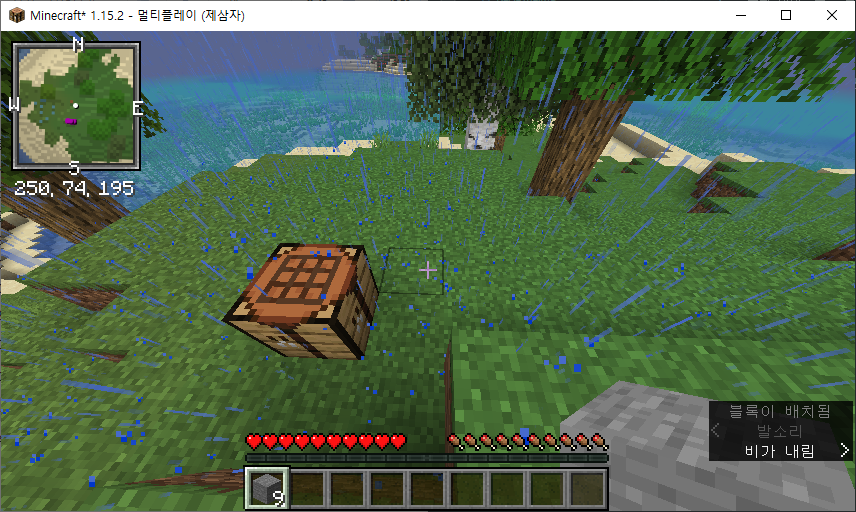 Minecraft* 1.15.2 - 멀티플레이 (제삼자)
N
W
E
S
250, 74, 195
블록이 배치됨
< 발소리
비가 내림 >
9